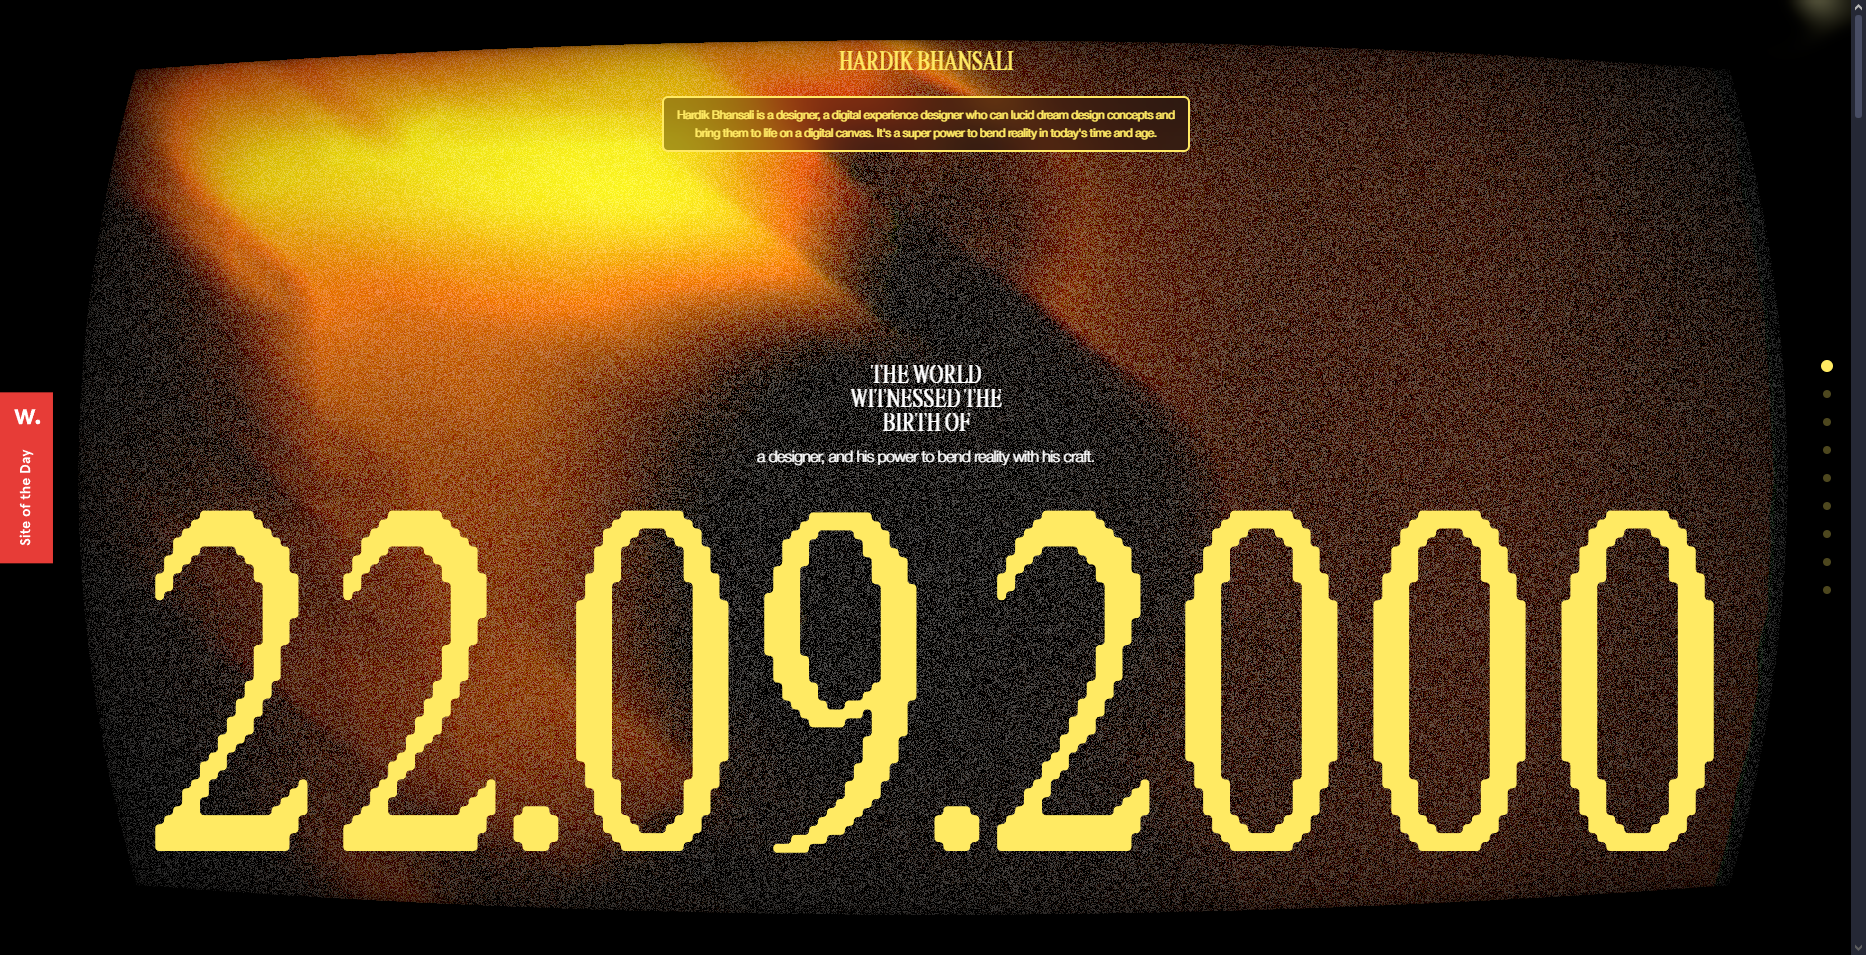 HARDIK BHANSALI
Hardik Bhansali is a designer, a digital experience designer who can lucid dream design concepts and
bring them to life on a digital canvas. It's a super power to bend reality in today's time and age.
THE WORLD
WITNESSED THE
BIRTH OF
a designer, and his power to bend reality with his craft.
22.09.2000
W.
Site of the Day